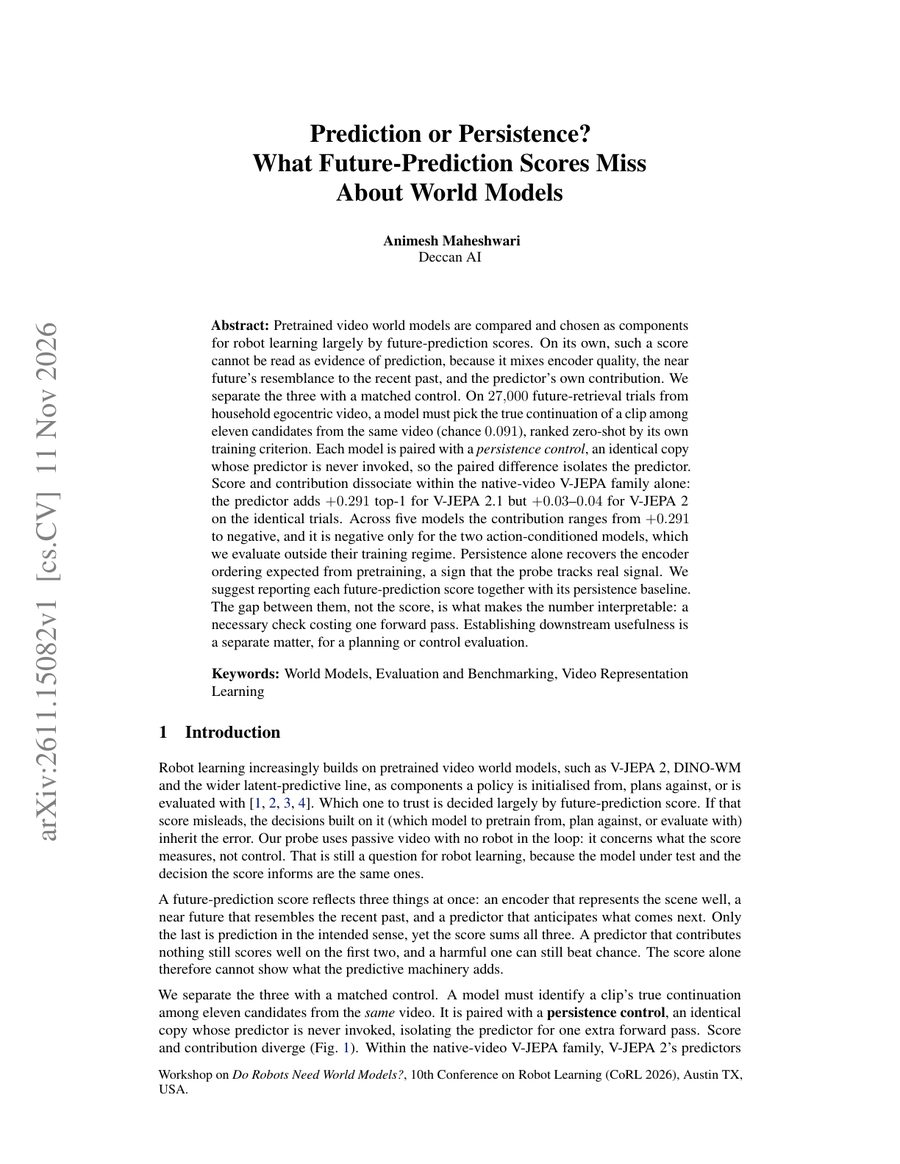 Prediction or Persistence?
What Future-Prediction Scores Miss
About World Models
Animesh Maheshwari
Deccan AI
arXiv:2611.15082v1 [cs.CV] 11 Nov 2026
Abstract: Pretrained video world models are compared and chosen as components
for robot learning largely by future-prediction scores. On its own, such a score
cannot be read as evidence of prediction, because it mixes encoder quality, the near
future's resemblance to the recent past, and the predictor's own contribution. We
separate the three with a matched control. On 27,000 future-retrieval trials from
household egocentric video, a model must pick the true continuation of a clip among
eleven candidates from the same video (chance 0.091), ranked zero-shot by its own
training criterion. Each model is paired with a persistence control, an identical copy
whose predictor is never invoked, so the paired difference isolates the predictor.
Score and contribution dissociate within the native-video V-JEPA family alone:
the predictor adds +0.291 top-1 for V-JEPA 2.1 but +0.03–0.04 for V-JEPA 2
on the identical trials. Across five models the contribution ranges from +0.291
to negative, and it is negative only for the two action-conditioned models, which
we evaluate outside their training regime. Persistence alone recovers the encoder
ordering expected from pretraining, a sign that the probe tracks real signal. We
suggest reporting each future-prediction score together with its persistence baseline.
The gap between them, not the score, is what makes the number interpretable: a
necessary check costing one forward pass. Establishing downstream usefulness is
a separate matter, for a planning or control evaluation.
Keywords: World Models, Evaluation and Benchmarking, Video Representation
Learning
1 Introduction
Robot learning increasingly builds on pretrained video world models, such as V-JEPA 2, DINO-WM
and the wider latent-predictive line, as components a policy is initialised from, plans against, or is
evaluated with [1, 2, 3, 4]. Which one to trust is decided largely by future-prediction score. If that
score misleads, the decisions built on it (which model to pretrain from, plan against, or evaluate with)
inherit the error. Our probe uses passive video with no robot in the loop: it concerns what the score
measures, not control. That is still a question for robot learning, because the model under test and the
decision the score informs are the same ones.
A future-prediction score reflects three things at once: an encoder that represents the scene well, a
near future that resembles the recent past, and a predictor that anticipates what comes next. Only
the last is prediction in the intended sense, yet the score sums all three. A predictor that contributes
nothing still scores well on the first two, and a harmful one can still beat chance. The score alone
therefore cannot show what the predictive machinery adds.
We separate the three with a matched control. A model must identify a clip's true continuation
among eleven candidates from the same video. It is paired with a persistence control, an identical
copy whose predictor is never invoked, isolating the predictor for one extra forward pass. Score
and contribution diverge (Fig. 1). Within the native-video V-JEPA family, V-JEPA 2's predictors
Workshop on Do Robots Need World Models?, 10th Conference on Robot Learning (CoRL 2026), Austin TX,
USA.